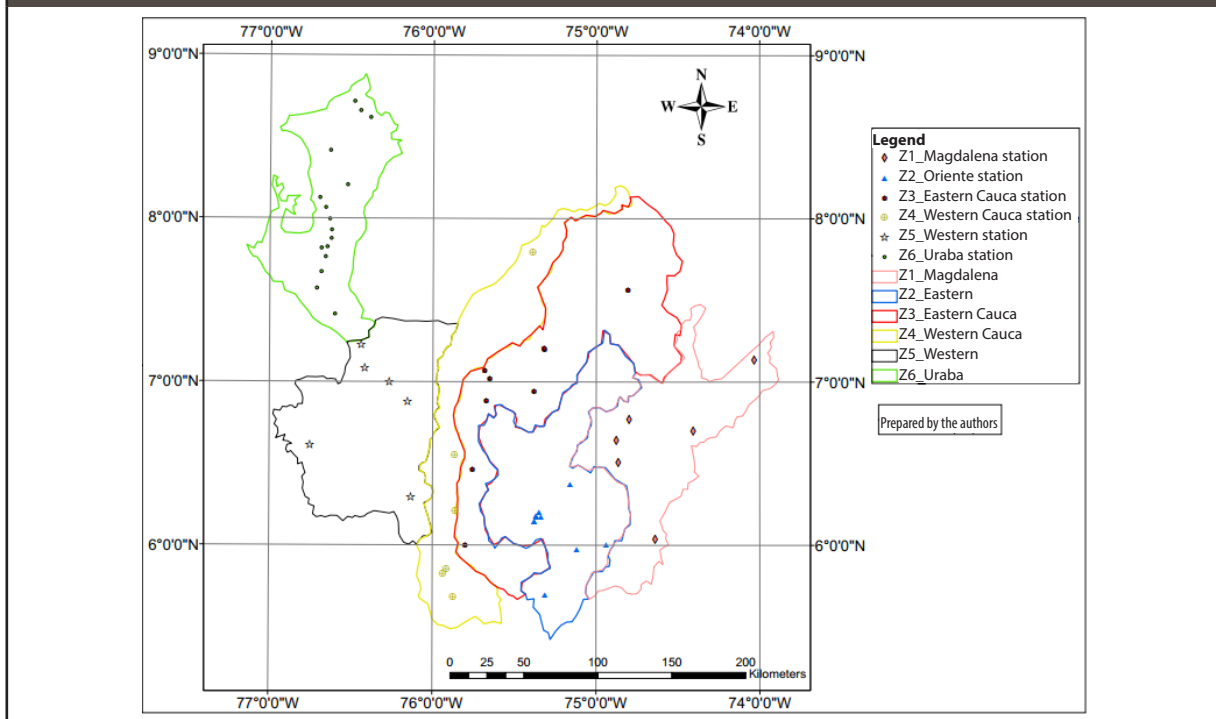 77°0'0"W 76°0'0"W 75°0'0"W 74°0'0"W
9°0'0"N 9°0'0"N
N
W E
S
8°0'0"N 8°0'0"N
7°0'0"N 7°0'0"N
6°0'0"N 6°0'0"N
0 25 50 100 150 200
Kilometers
77°0'0"W 76°0'0"W 75°0'0"W 74°0'0"W
Legend
Z1_Magdalena station
Z2_Oriente station
Z3_Eastern Cauca station
Z4_Western Cauca station
Z5_Western station
Z6_Uraba station
Z1_Magdalena
Z2_Eastern
Z3_Eastern Cauca
Z4_Western Cauca
Z5_Western
Z6_Uraba
Prepared by the authors